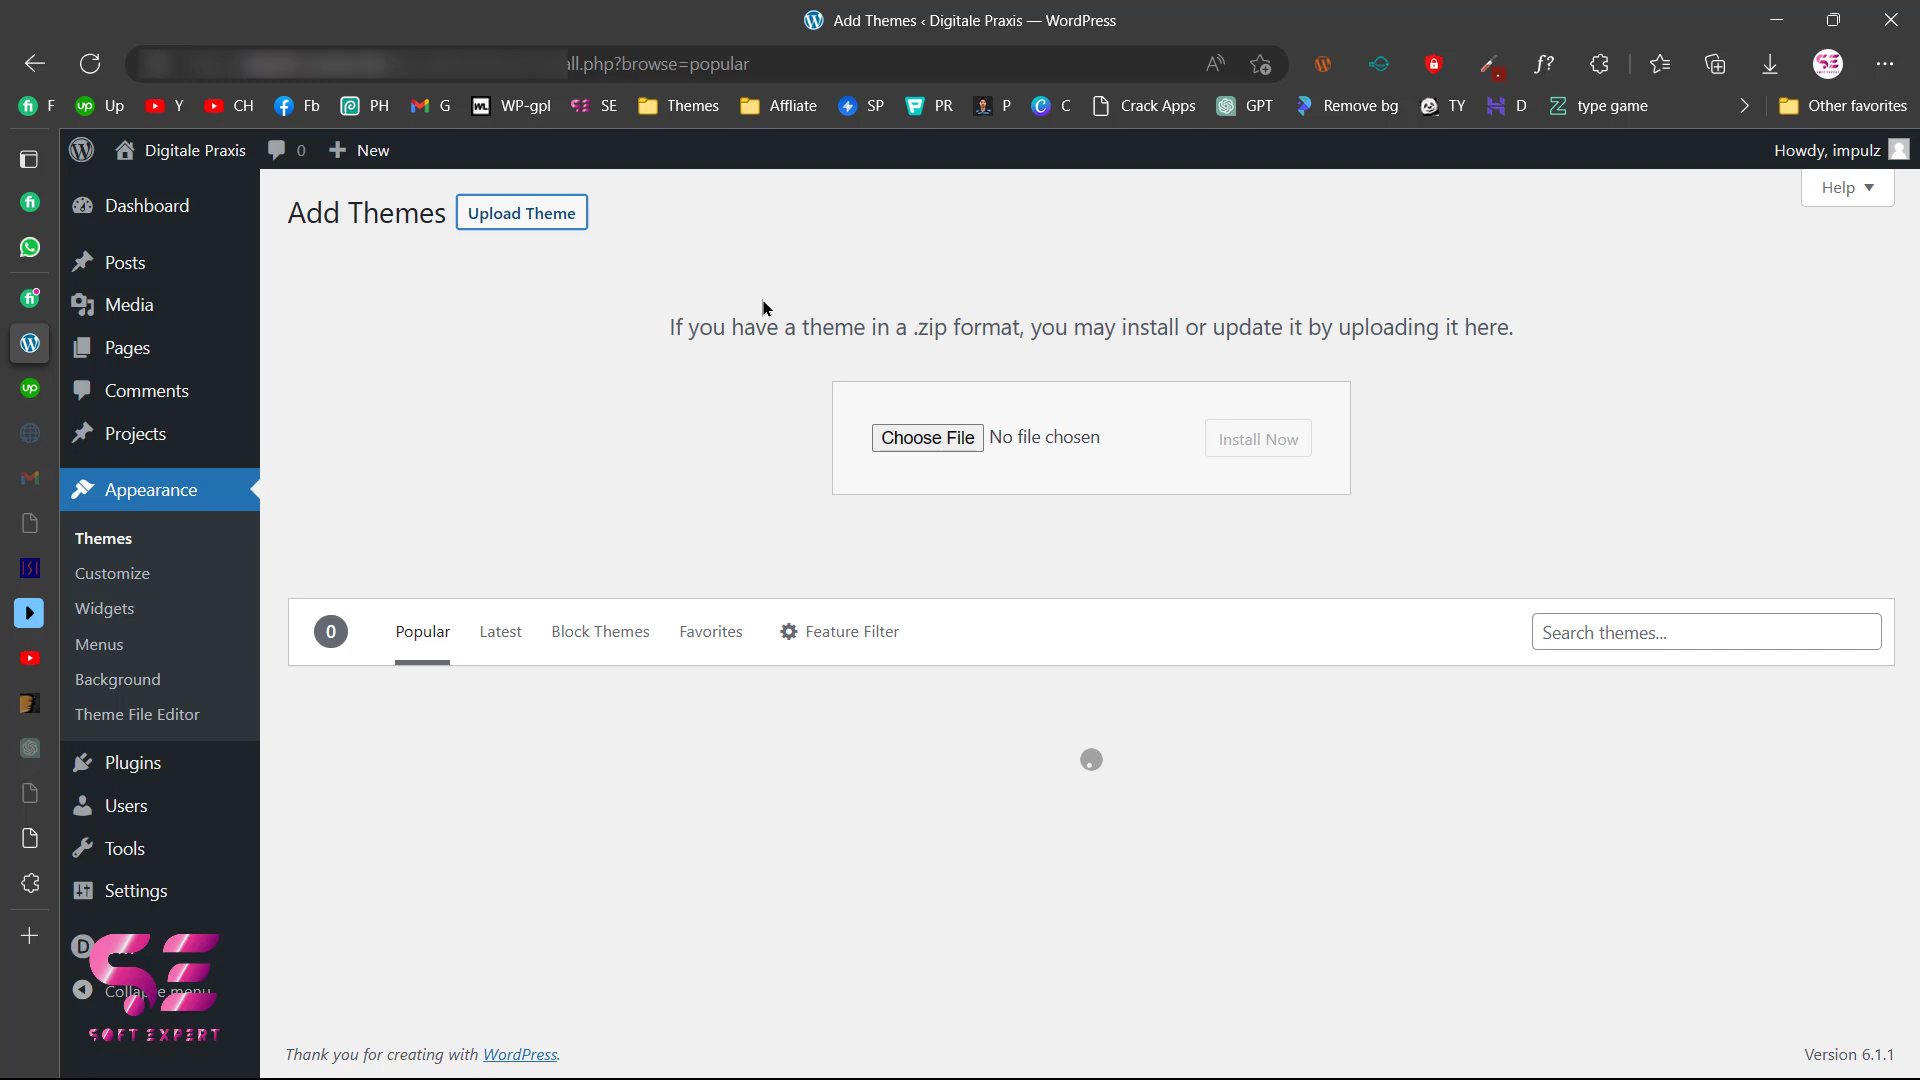 Add Themes ‹ Digitale Praxis — WordPress
ll.php?browse=popular
F Up Y CH Fb PH G WP-gpl SE Themes Affliate SP PR P C Crack Apps GPT Remove bg TY D type game Other favorites
Digitale Praxis 0 New Howdy, impulz
Help
Dashboard
Posts
Media
Pages
Comments
Projects
Appearance
Themes
Customize
Widgets
Menus
Background
Theme File Editor
Plugins
Users
Tools
Settings
Collapse menu
SE
SOFT EXPERT
Add Themes Upload Theme
If you have a theme in a .zip format, you may install or update it by uploading it here.
Choose File No file chosen Install Now
0 Popular Latest Block Themes Favorites Feature Filter Search themes...
Thank you for creating with WordPress.
Version 6.1.1